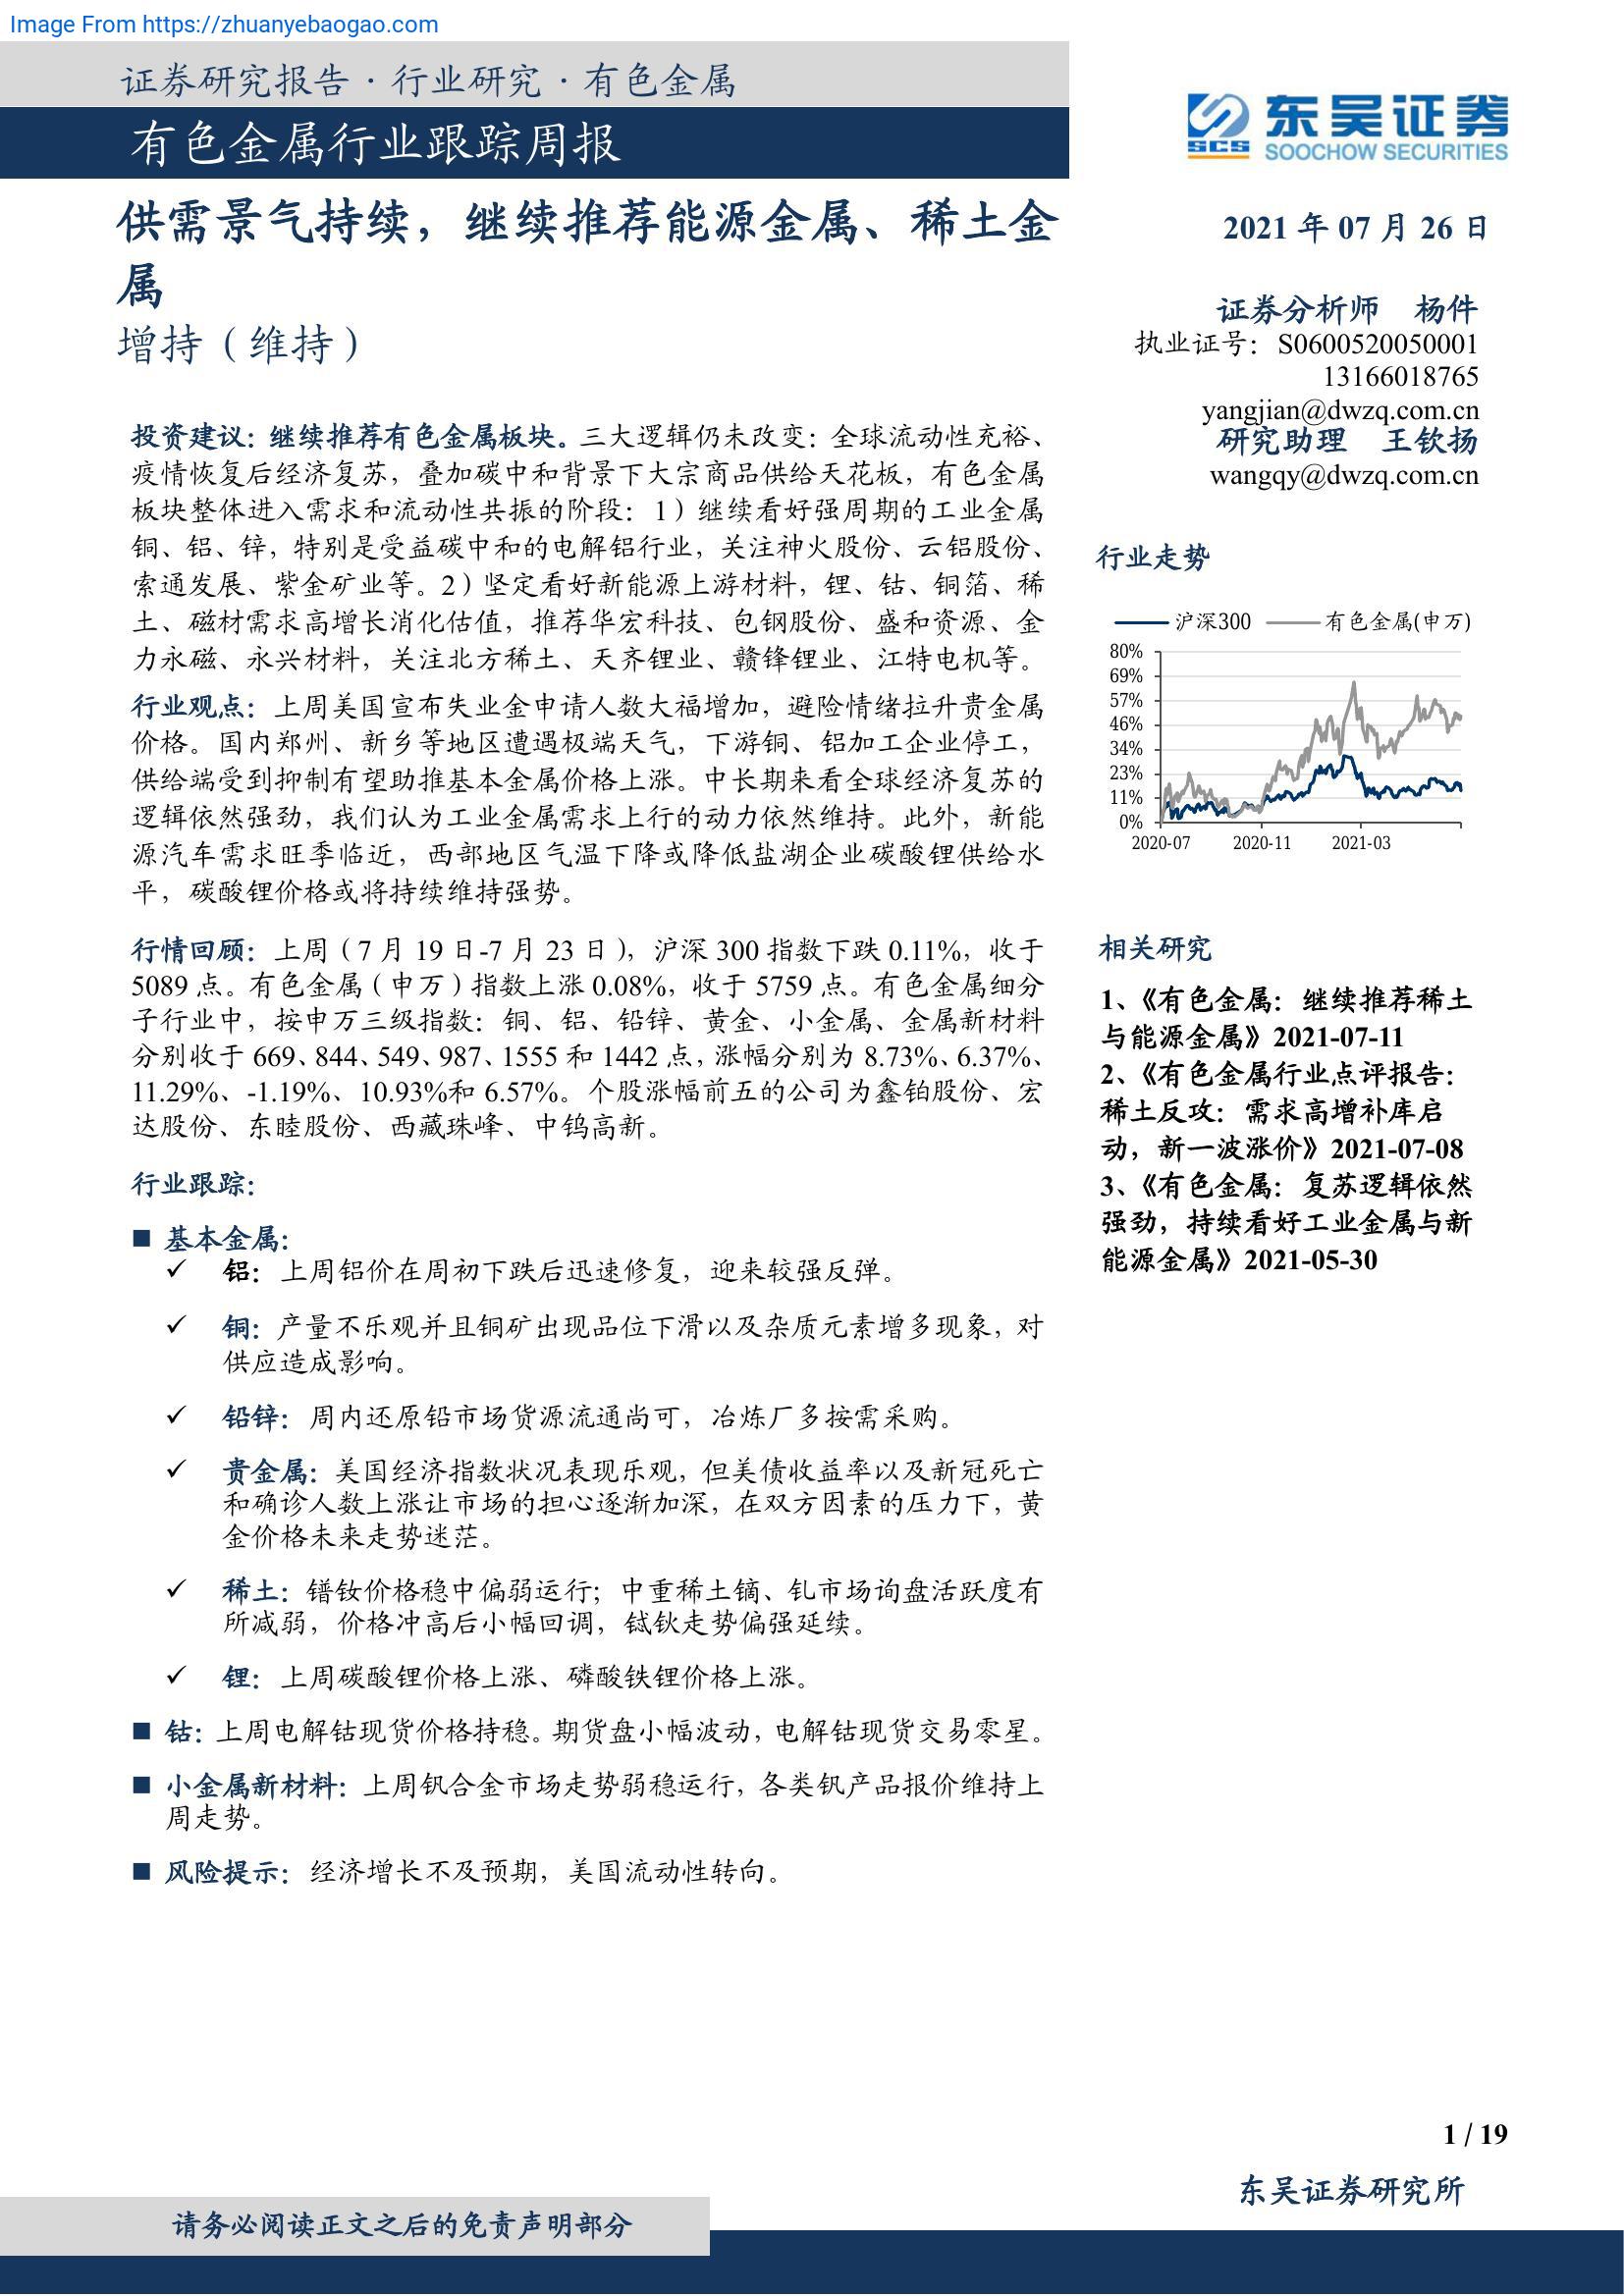 Image From https://zhuanyebaogao.com
证券研究报告·行业研究·有色金属
有色金属行业跟踪周报
东吴证券
SCS
SOOCHOW SECURITIES
供需景气持续，继续推荐能源金属、稀土金
属
增持（维持）
2021 年 07 月 26 日
证券分析师 杨件
执业证号：S0600520050001
13166018765
yangjian@dwzq.com.cn
研究助理 王钦扬
wangqy@dwzq.com.cn
投资建议：继续推荐有色金属板块。三大逻辑仍未改变：全球流动性充裕、
疫情恢复后经济复苏，叠加碳中和背景下大宗商品供给天花板，有色金属
板块整体进入需求和流动性共振的阶段：1）继续看好强周期的工业金属
铜、铝、锌，特别是受益碳中和的电解铝行业，关注神火股份、云铝股份、
索通发展、紫金矿业等。2）坚定看好新能源上游材料，锂、钴、铜箔、稀
土、磁材需求高增长消化估值，推荐华宏科技、包钢股份、盛和资源、金
力永磁、永兴材料，关注北方稀土、天齐锂业、赣锋锂业、江特电机等。
行业观点：上周美国宣布失业金申请人数大福增加，避险情绪拉升贵金属
价格。国内郑州、新乡等地区遭遇极端天气，下游铜、铝加工企业停工，
供给端受到抑制有望助推基本金属价格上涨。中长期来看全球经济复苏的
逻辑依然强劲，我们认为工业金属需求上行的动力依然维持。此外，新能
源汽车需求旺季临近，西部地区气温下降或降低盐湖企业碳酸锂供给水
平，碳酸锂价格或将持续维持强势。
行情回顾：上周（7 月 19 日-7 月 23 日），沪深 300 指数下跌 0.11%，收于
5089 点。有色金属（申万）指数上涨 0.08%，收于 5759 点。有色金属细分
子行业中，按申万三级指数：铜、铝、铅锌、黄金、小金属、金属新材料
分别收于 669、844、549、987、1555 和 1442 点，涨幅分别为 8.73%、6.37%、
11.29%、-1.19%、10.93%和 6.57%。个股涨幅前五的公司为鑫铂股份、宏
达股份、东睦股份、西藏珠峰、中钨高新。
行业跟踪：
■ 基本金属：
✓ 铝：上周铝价在周初下跌后迅速修复，迎来较强反弹。
✓ 铜：产量不乐观并且铜矿出现品位下滑以及杂质元素增多现象，对
供应造成影响。
✓ 铅锌：周内还原铅市场货源流通尚可，冶炼厂多按需采购。
✓ 贵金属：美国经济指数状况表现乐观，但美债收益率以及新冠死亡
和确诊人数上涨让市场的担心逐渐加深，在双方因素的压力下，黄
金价格未来走势迷茫。
✓ 稀土：镨钕价格稳中偏弱运行；中重稀土镝、钆市场询盘活跃度有
所减弱，价格冲高后小幅回调，铽钬走势偏强延续。
✓ 锂：上周碳酸锂价格上涨、磷酸铁锂价格上涨。
■ 钴：上周电解钴现货价格持稳。期货盘小幅波动，电解钴现货交易零星。
■ 小金属新材料：上周钒合金市场走势弱稳运行，各类钒产品报价维持上
周走势。
■ 风险提示：经济增长不及预期，美国流动性转向。
行业走势
沪深300 有色金属(申万)
80%
69%
57%
46%
34%
23%
11%
0%
2020-07 2020-11 2021-03
相关研究
1、《有色金属：继续推荐稀土
与能源金属》2021-07-11
2、《有色金属行业点评报告：
稀土反攻：需求高增补库启
动，新一波涨价》2021-07-08
3、《有色金属：复苏逻辑依然
强劲，持续看好工业金属与新
能源金属》2021-05-30
1 / 19
东吴证券研究所
请务必阅读正文之后的免责声明部分